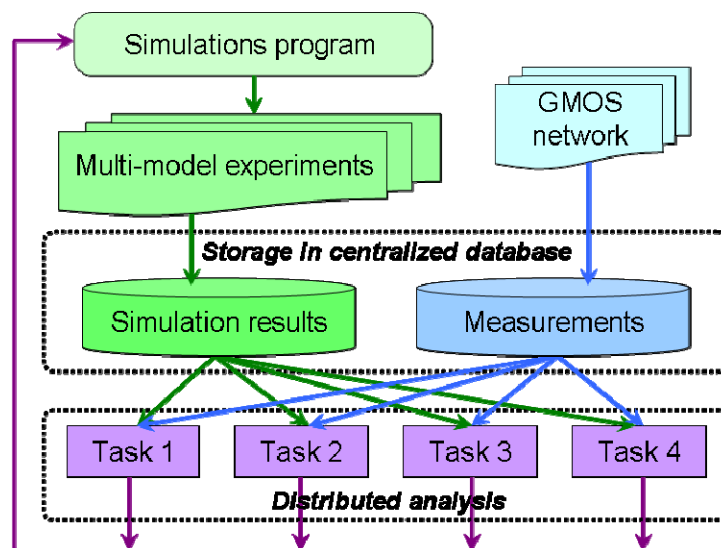 Simulations program
GMOS
network
Multi-model experiments
Storage in centralized database
Simulation results
Measurements
Task 1
Task 2
Task 3
Task 4
Distributed analysis